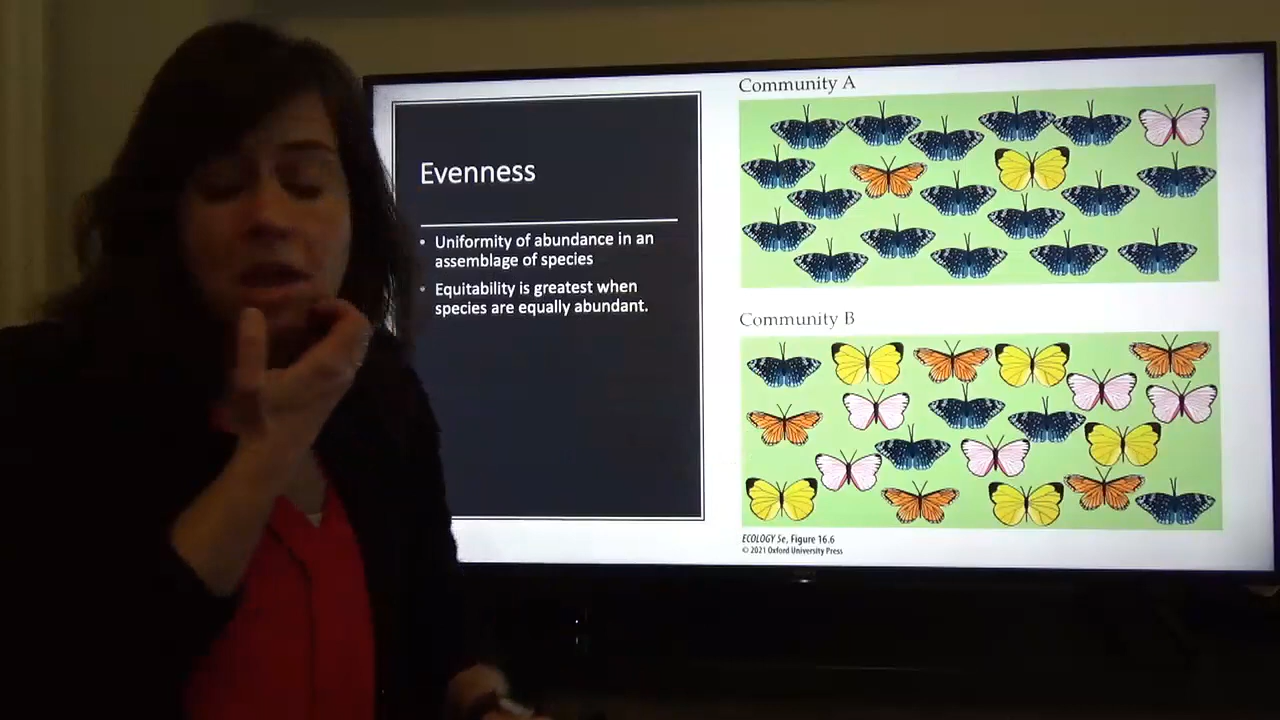 Evenness
• Uniformity of abundance in an
assemblage of species
• Equitability is greatest when
species are equally abundant.
Community A
Community B
ECOLOGY 5e, Figure 16.6
© 2021 Oxford University Press